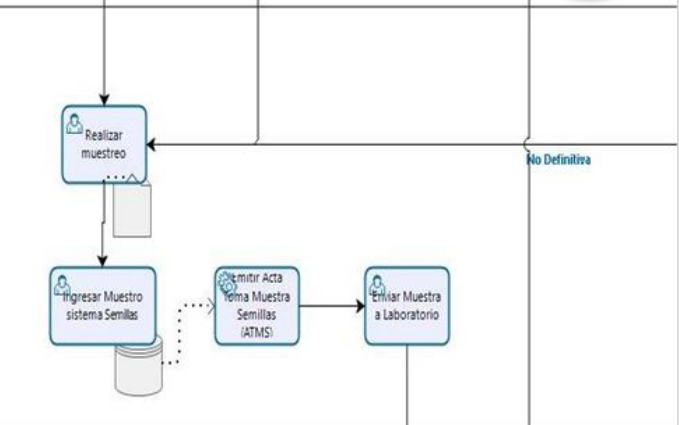 Realizar
muestreo
No Definitiva
Ingresar Muestro
sistema Semillas
Emitir Acta
Toma Muestra
Semillas
(ATMS)
Enviar Muestra
a Laboratorio